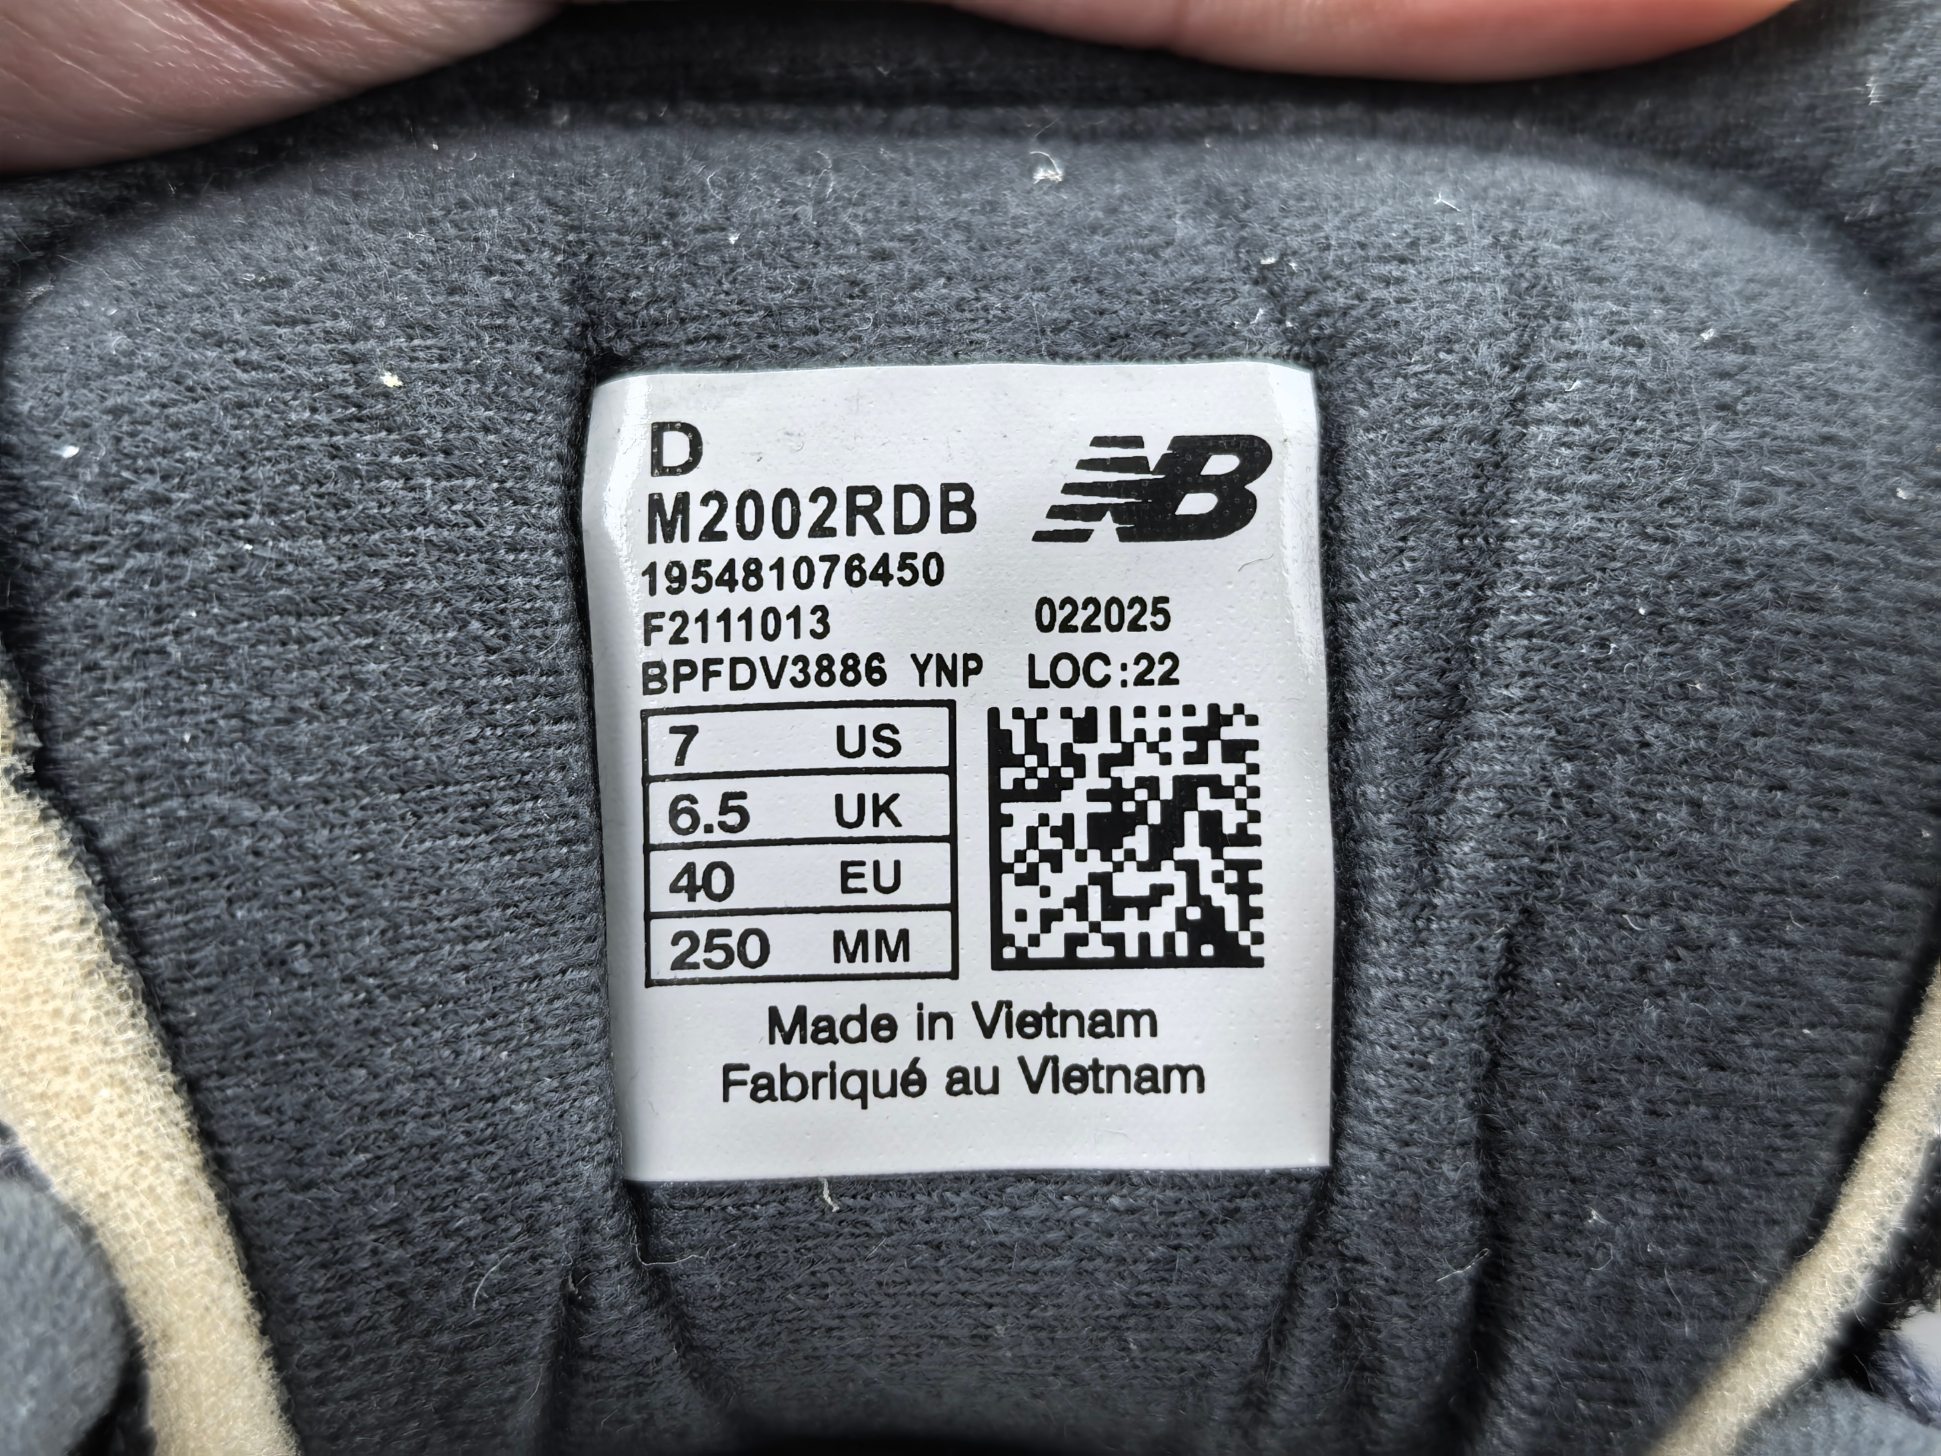 D
NB
M2002RDB
195481076450
F2111013 022025
BPFDV3886 YNP LOC:22
7 US
6.5 UK
40 EU
250 MM
Made in Vietnam
Fabriqué au Vietnam